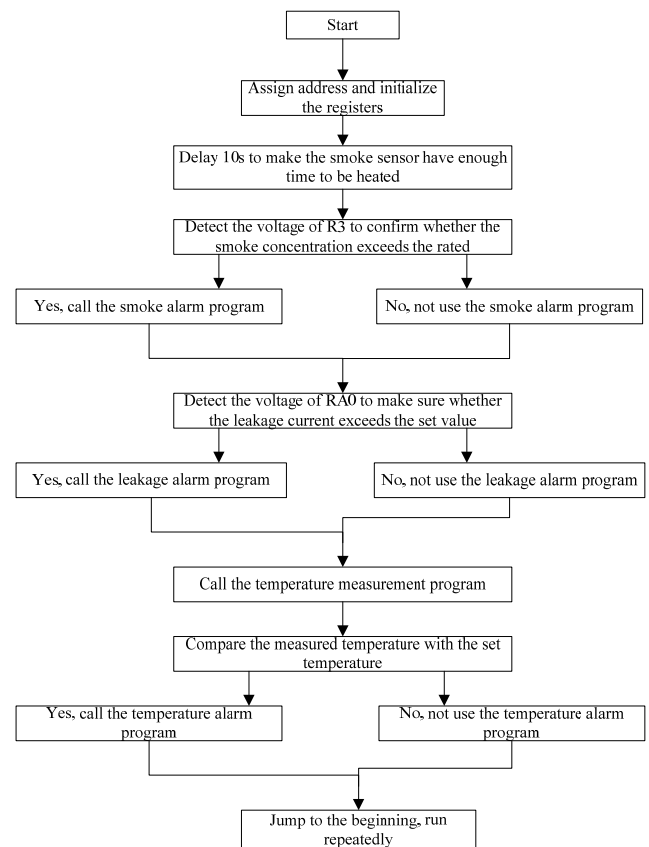 Start
Assign address and initialize
the registers
Delay 10s to make the smoke sensor have enough
time to be heated
Detect the voltage of R3 to confirm whether the
smoke concentration exceeds the rated
Yes, call the smoke alarm program
No, not use the smoke alarm program
Detect the voltage of RA0 to make sure whether
the leakage current exceeds the set value
Yes, call the leakage alarm program
No, not use the leakage alarm program
Call the temperature measurement program
Compare the measured temperature with the set
temperature
Yes, call the temperature alarm
program
No, not use the temperature alarm
program
Jump to the beginning, run
repeatedly